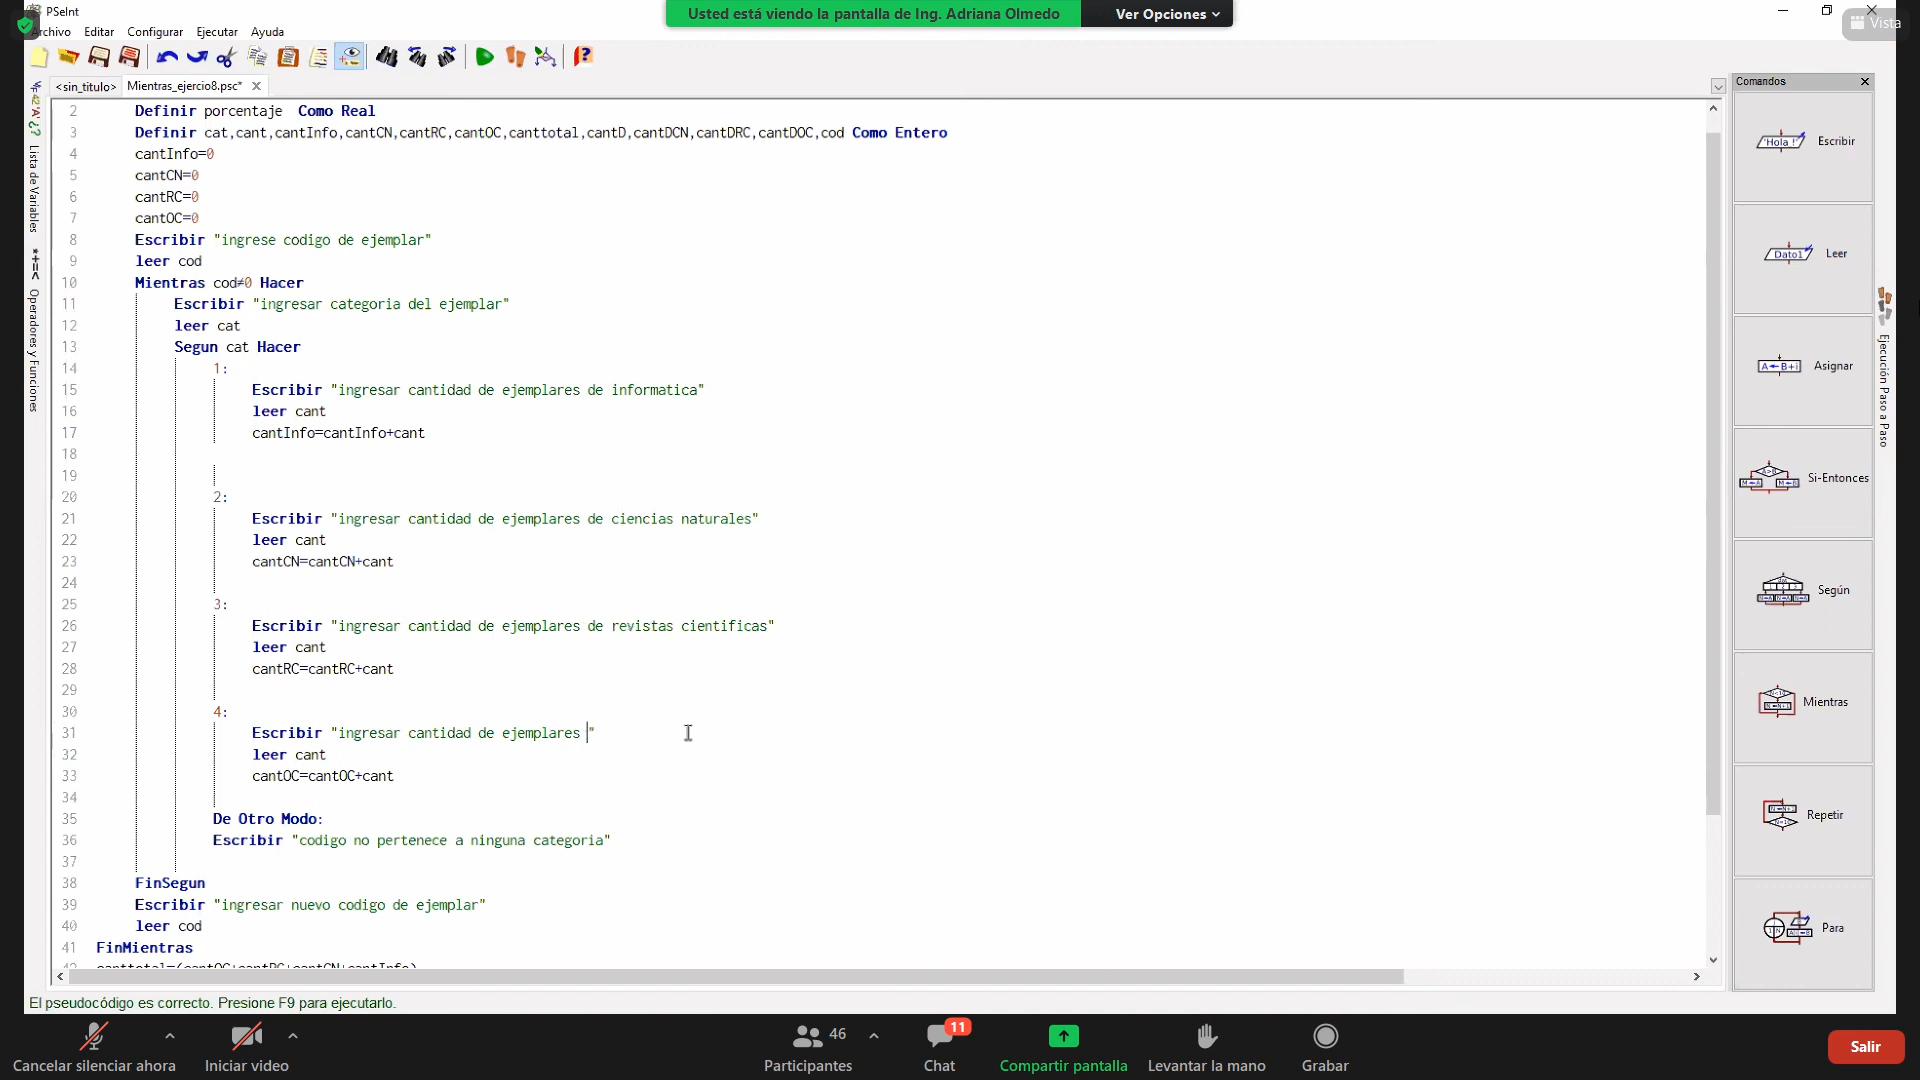 PSeInt
Usted está viendo la pantalla de Ing. Adriana Olmedo
Ver Opciones
Vista
Archivo Editar Configurar Ejecutar Ayuda
<sin_titulo> Mientras_ejercio8.psc*
Comandos
2 Definir porcentaje Como Real
3 Definir cat,cant,cantInfo,cantCN,cantRC,cantOC,canttotal,cantD,cantDCN,cantDRC,cantDOC,cod Como Entero
4 cantInfo=0
5 cantCN=0
6 cantRC=0
7 cantOC=0
8 Escribir "ingrese codigo de ejemplar"
9 leer cod
10 Mientras cod≠0 Hacer
11 Escribir "ingresar categoria del ejemplar"
12 leer cat
13 Segun cat Hacer
14 1:
15 Escribir "ingresar cantidad de ejemplares de informatica"
16 leer cant
17 cantInfo=cantInfo+cant
18
19
20 2:
21 Escribir "ingresar cantidad de ejemplares de ciencias naturales"
22 leer cant
23 cantCN=cantCN+cant
24
25 3:
26 Escribir "ingresar cantidad de ejemplares de revistas cientificas"
27 leer cant
28 cantRC=cantRC+cant
29
30 4:
31 Escribir "ingresar cantidad de ejemplares "
32 leer cant
33 cantOC=cantOC+cant
34
35 De Otro Modo:
36 Escribir "codigo no pertenece a ninguna categoria"
37
38 FinSegun
39 Escribir "ingresar nuevo codigo de ejemplar"
40 leer cod
41 FinMientras
42 canttotal=(cantOC+cantRC+cantCN+cantInfo)
Lista de Variables
Operadores y Funciones
'Hola !' Escribir
Dato1 Leer
A←B+i Asignar
Si-Entonces
Según
Mientras
Repetir
Para
Ejecución Paso a Paso
El pseudocódigo es correcto. Presione F9 para ejecutarlo.
46
11
Cancelar silenciar ahora
Iniciar video
Participantes
Chat
Compartir pantalla
Levantar la mano
Grabar
Salir